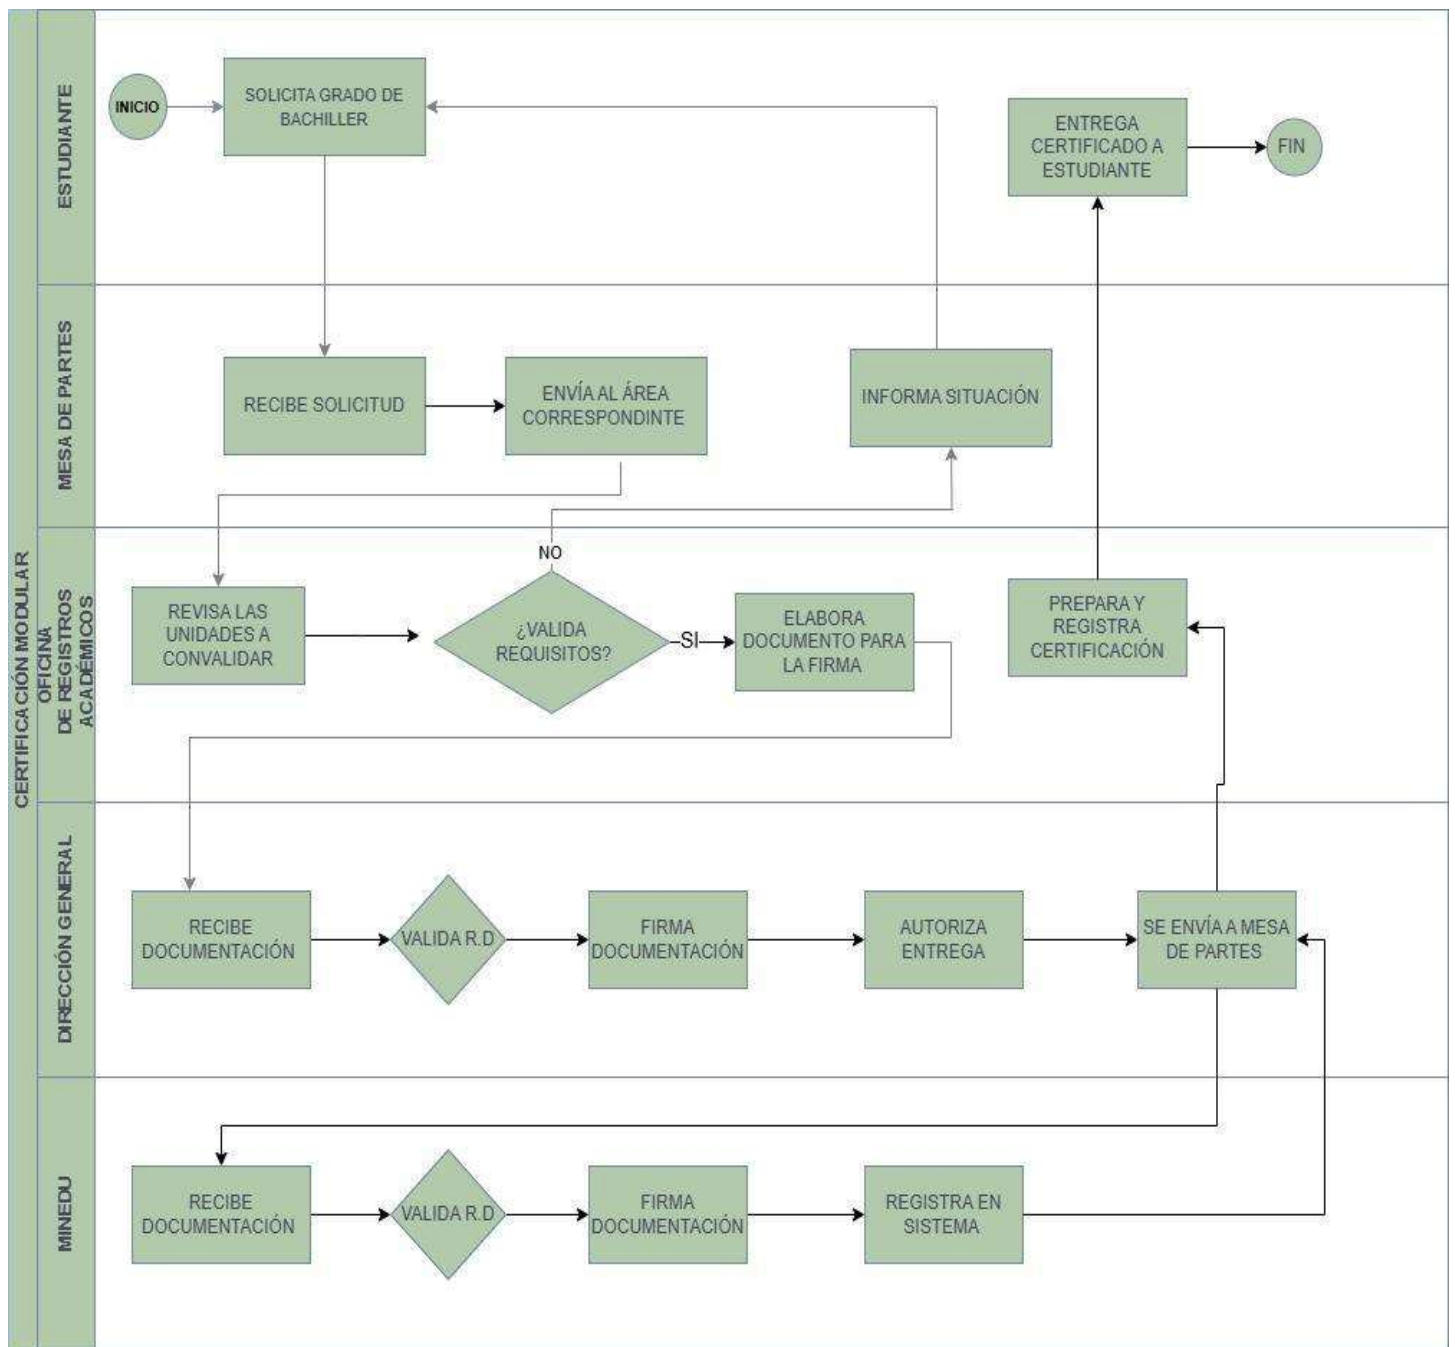 CERTIFICACIÓN MODULAR
ESTUDIANTE
INICIO
SOLICITA GRADO DE
BACHILLER
ENTREGA
CERTIFICADO A
ESTUDIANTE
FIN
MESA DE PARTES
RECIBE SOLICITUD
ENVÍA AL ÁREA
CORRESPONDINTE
INFORMA SITUACIÓN
OFICINA
DE REGISTROS
ACADÉMICOS
REVISA LAS
UNIDADES A
CONVALIDAR
NO
¿VALIDA
REQUISITOS?
SI
ELABORA
DOCUMENTO PARA
LA FIRMA
PREPARA Y
REGISTRA
CERTIFICACIÓN
DIRECCIÓN GENERAL
RECIBE
DOCUMENTACIÓN
VALIDA R.D
FIRMA
DOCUMENTACIÓN
AUTORIZA
ENTREGA
SE ENVÍA A MESA
DE PARTES
MINEDU
RECIBE
DOCUMENTACIÓN
VALIDA R.D
FIRMA
DOCUMENTACIÓN
REGISTRA EN
SISTEMA